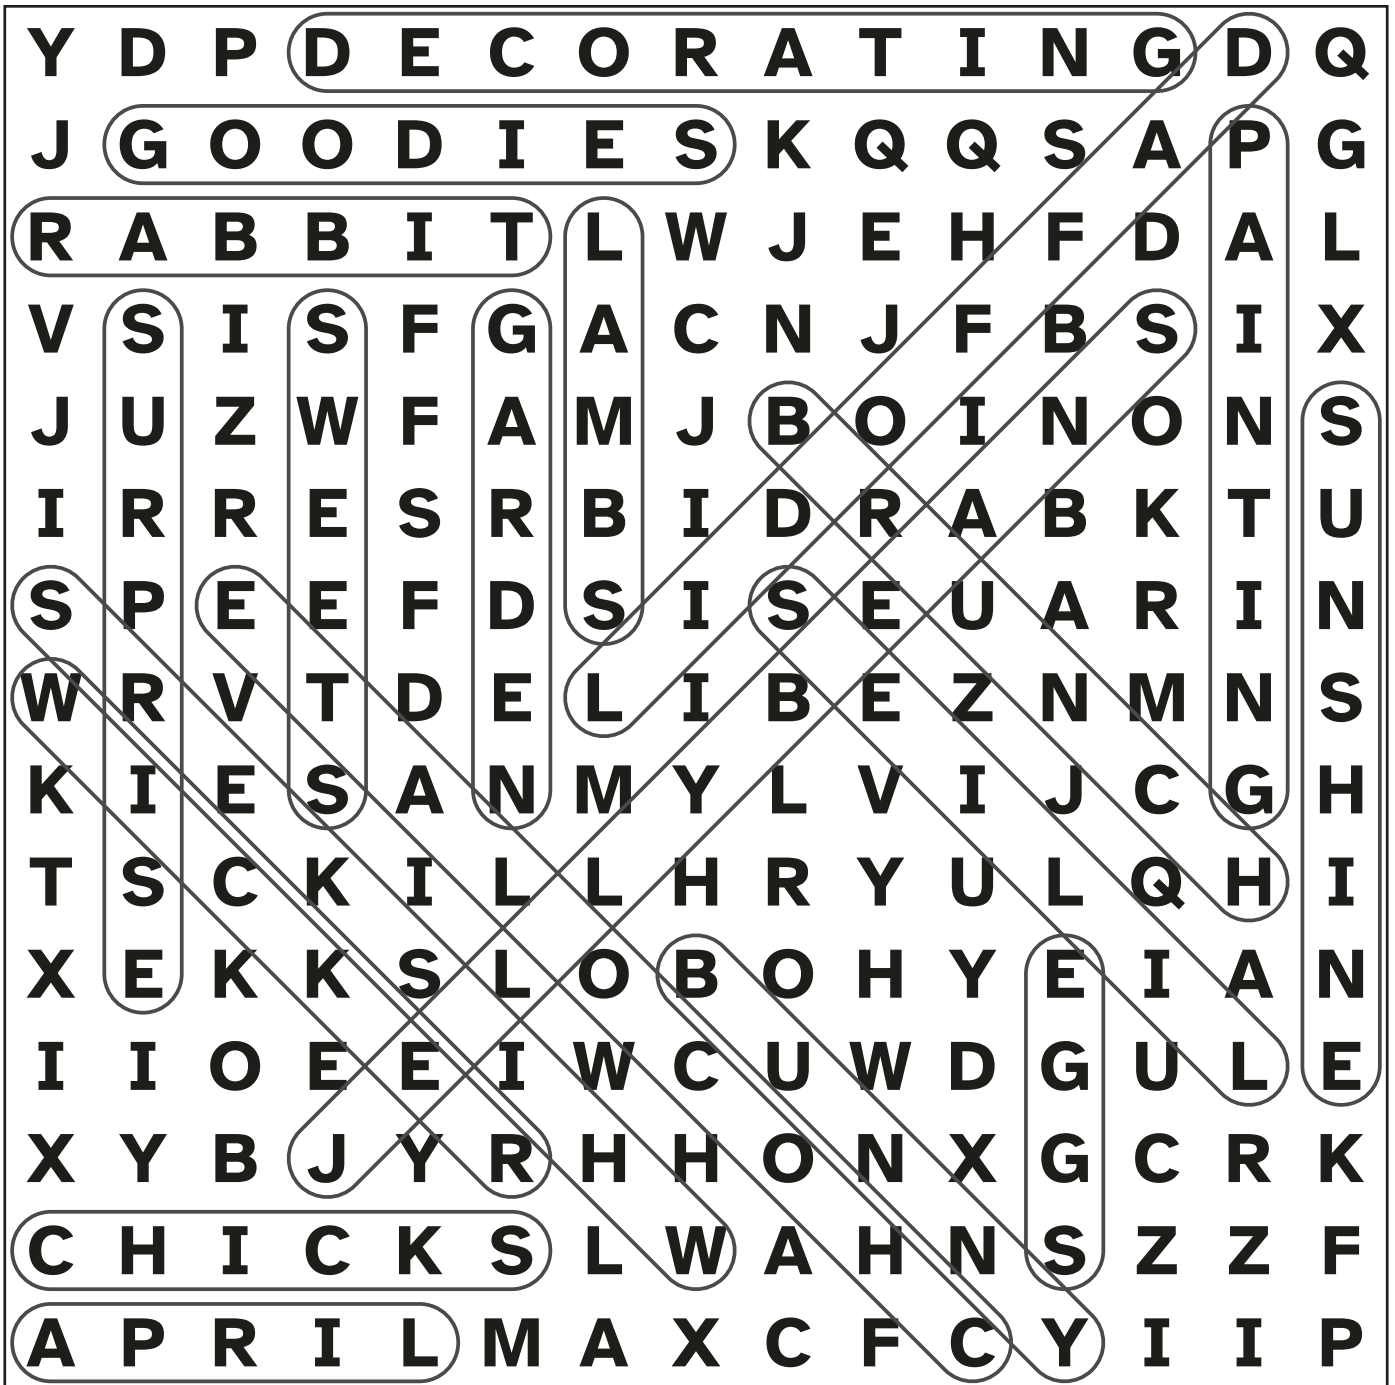 Y D P D E C O R A T I N G D Q
J G O O D I E S K Q Q S A P G
R A B B I T L W J E H F D A L
V S I S F G A C N J F B S I X
J U Z W F A M J B O I N O N S
I R R E S R B I D R A B K T U
S P E E F D S I S E U A R I N
W R V T D E L I B E Z N M N S
K I E S A N M Y L V I J C G H
T S C K I L L H R Y U L Q H I
X E K K S L O B O H Y E I A N
I I O E E I W C U W D G U L E
X Y B J Y R H H O N X G C R K
C H I C K S L W A H N S Z Z F
A P R I L M A X C F C Y I I P